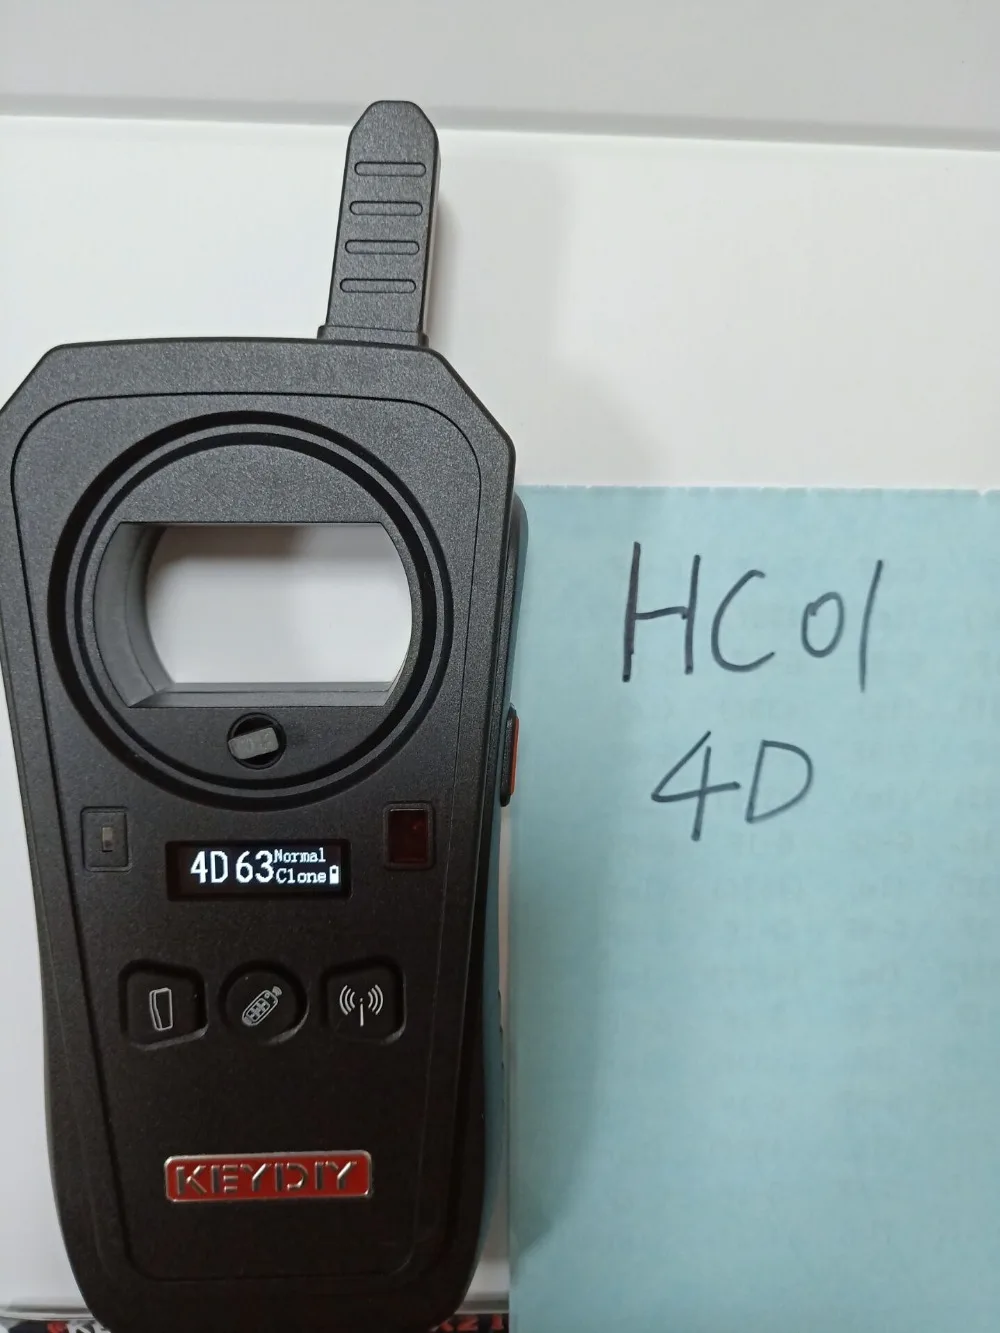 HC01
4D
4D 63 Normal
Clone
KEYDIY